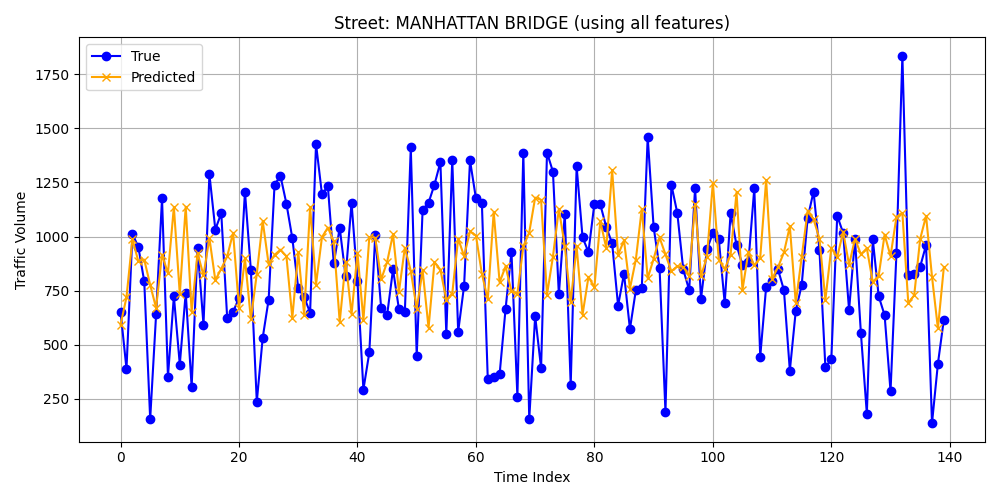 Street: MANHATTAN BRIDGE (using all features)
True
Predicted
Traffic Volume
1750
1500
1250
1000
750
500
250
0 20 40 60 80 100 120 140
Time Index